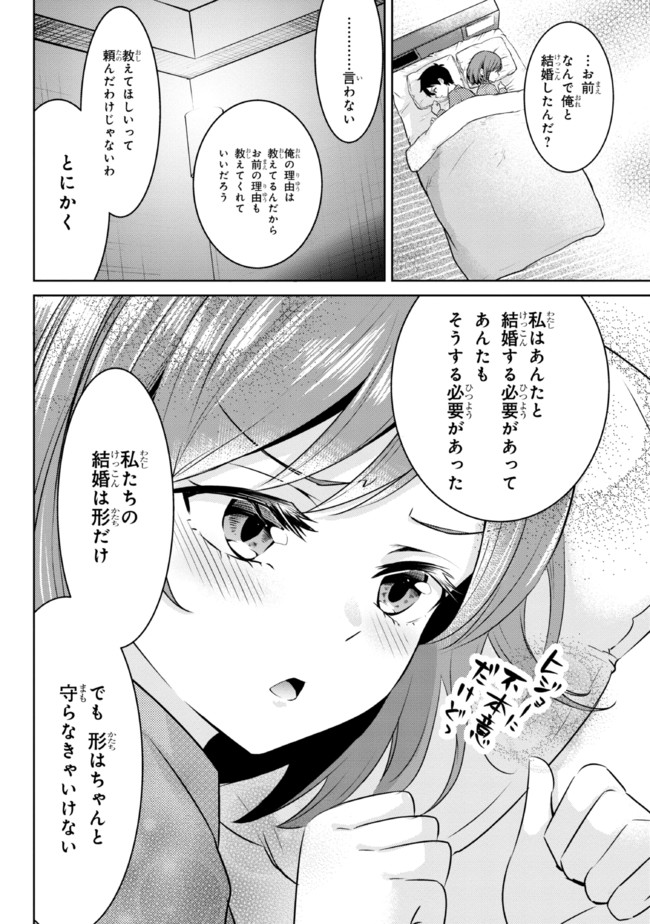 …お前
なんで俺と
結婚したんだ?
…………
………言わない
俺の理由は
教えてるんだから
お前の理由も
教えてくれて
いいだろう
教えてほしいって
頼んだわけじゃないわ
とにかく
私はあんたと
結婚する必要があって
あんたも
そうする必要があった
ヒジョーに
不本意
だけどっ
私たちの
結婚は形だけ
でも 形はちゃんと
守らなきゃいけない